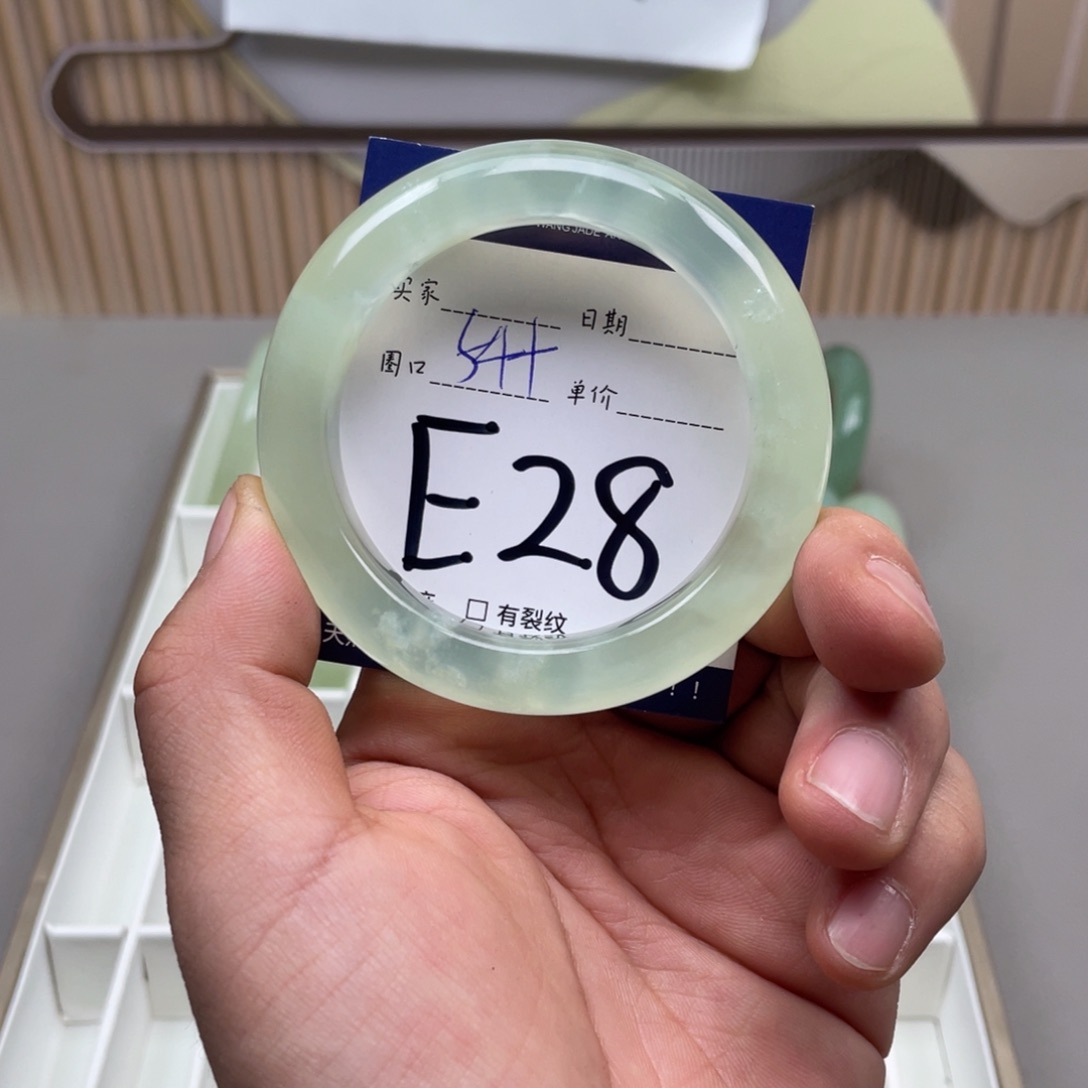 买家 日期
圈口 54+ 单价
E28
□ 有裂纹
！！